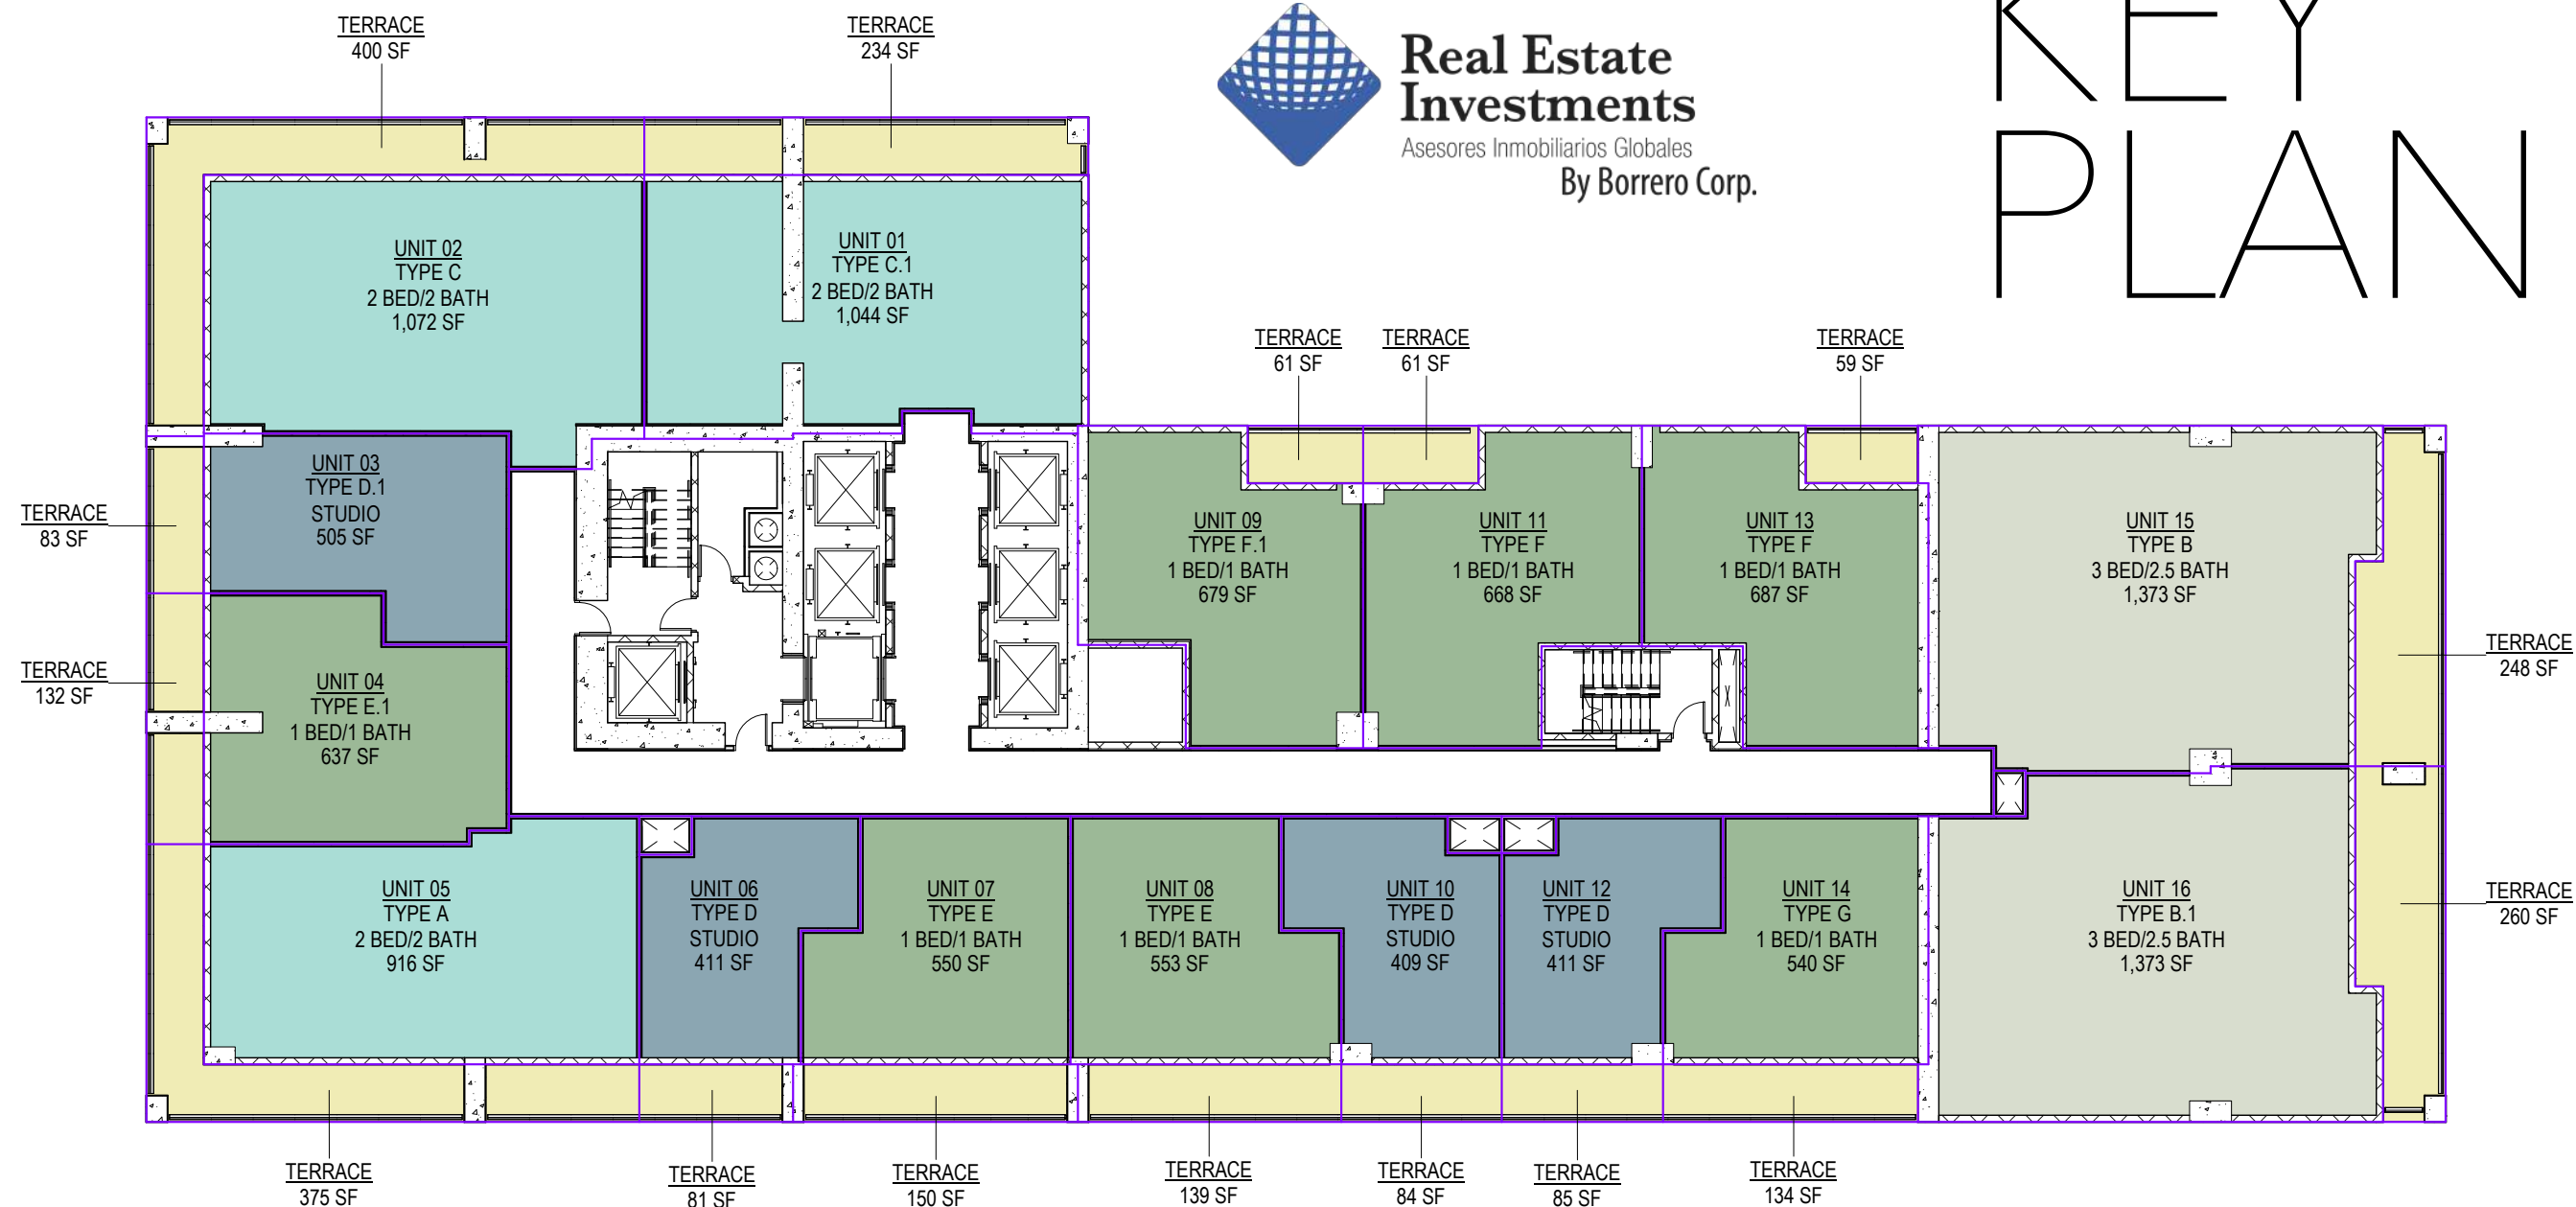 TERRACE
400 SF
TERRACE
234 SF
Real Estate
Investments
Asesores Inmobiliarios Globales
By Borrero Corp.
KEY
PLAN
UNIT 02
TYPE C
2 BED/2 BATH
1,072 SF
UNIT 01
TYPE C.1
2 BED/2 BATH
1,044 SF
TERRACE
61 SF
TERRACE
61 SF
TERRACE
59 SF
UNIT 03
TYPE D.1
STUDIO
505 SF
TERRACE
83 SF
UNIT 09
TYPE F.1
1 BED/1 BATH
679 SF
UNIT 11
TYPE F
1 BED/1 BATH
668 SF
UNIT 13
TYPE F
1 BED/1 BATH
687 SF
UNIT 15
TYPE B
3 BED/2.5 BATH
1,373 SF
TERRACE
248 SF
TERRACE
132 SF
UNIT 04
TYPE E.1
1 BED/1 BATH
637 SF
UNIT 05
TYPE A
2 BED/2 BATH
916 SF
UNIT 06
TYPE D
STUDIO
411 SF
UNIT 07
TYPE E
1 BED/1 BATH
550 SF
UNIT 08
TYPE E
1 BED/1 BATH
553 SF
UNIT 10
TYPE D
STUDIO
409 SF
UNIT 12
TYPE D
STUDIO
411 SF
UNIT 14
TYPE G
1 BED/1 BATH
540 SF
UNIT 16
TYPE B.1
3 BED/2.5 BATH
1,373 SF
TERRACE
260 SF
TERRACE
375 SF
TERRACE
81 SF
TERRACE
150 SF
TERRACE
139 SF
TERRACE
84 SF
TERRACE
85 SF
TERRACE
134 SF